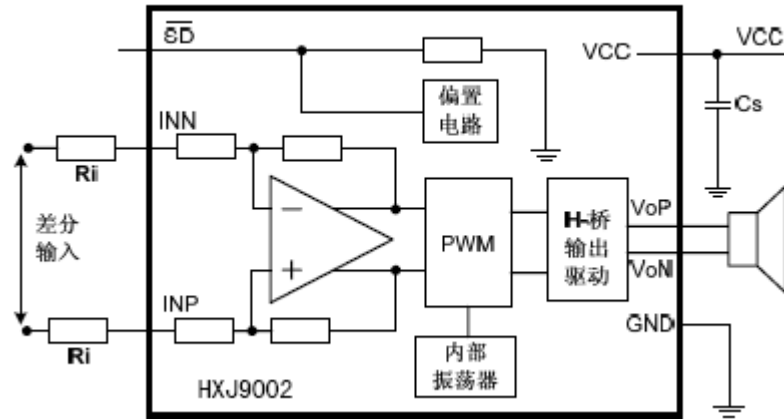 SD
VCC
VCC
偏置
电路
Cs
INN
Ri
差分
输入
−
+
PWM
H-桥
输出
驱动
VoP
VoN
INP
Ri
内部
振荡器
GND
HXJ9002